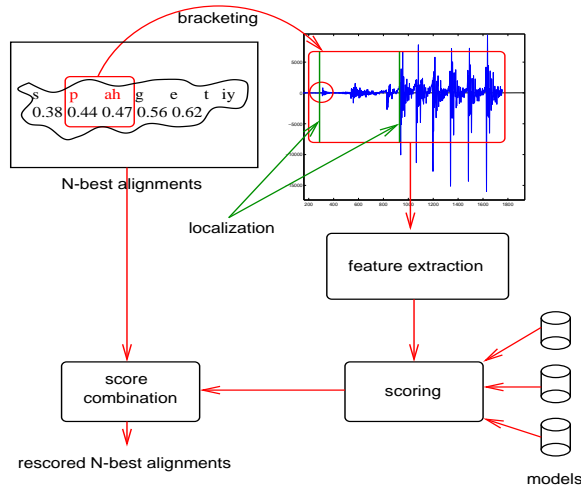 bracketing
s p ah g e t iy
0.38 0.44 0.47 0.56 0.62
N-best alignments
5000
0
−5000
15000
200 400 600 800 1000 1200 1400 1600 1800
localization
feature extraction
score
combination
scoring
rescored N-best alignments
models